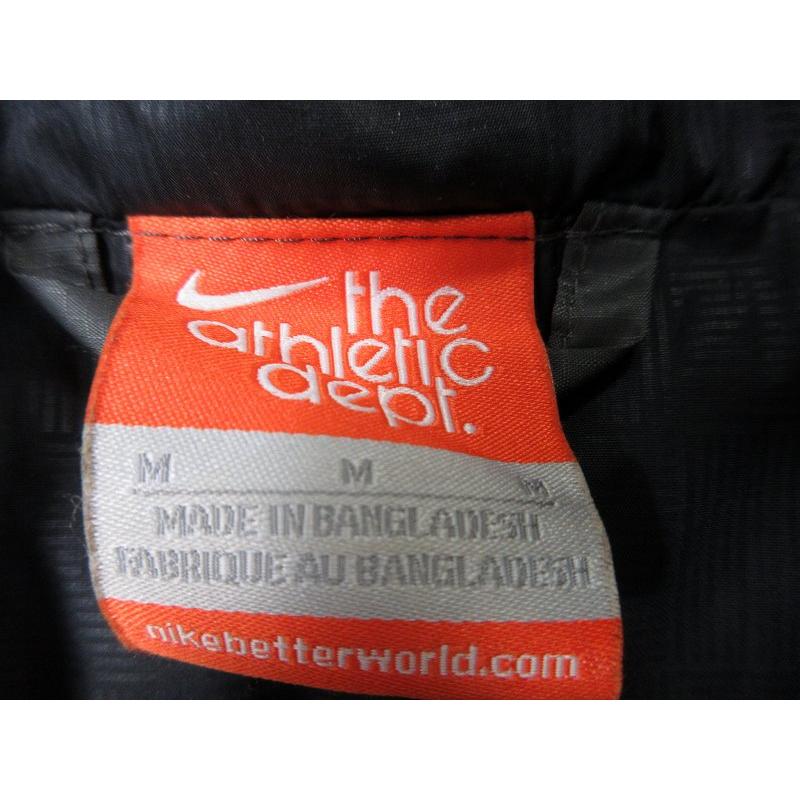 the
athletic
dept.
M M M
MADE IN BANGLADESH
FABRIQUE AU BANGLADESH
nikebetterworld.com